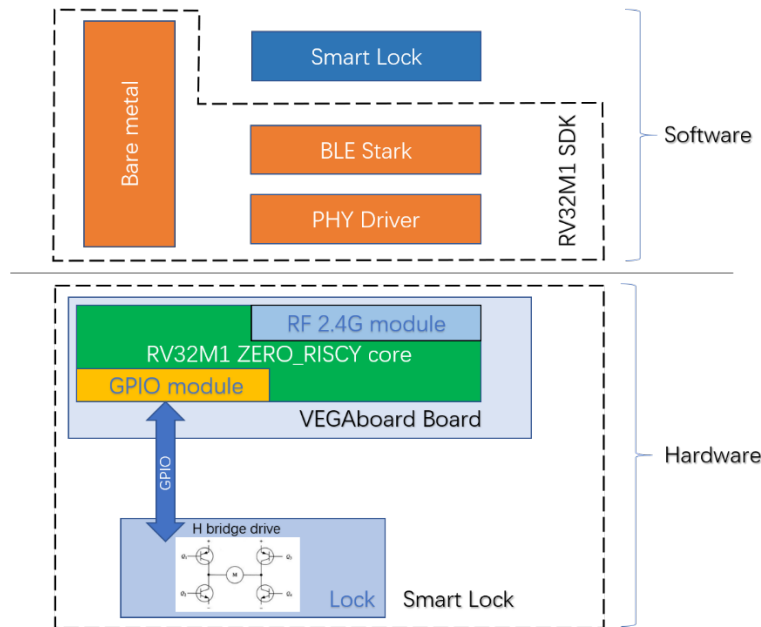 Smart Lock
Bare metal
BLE Stark
PHY Driver
RV32M1 SDK
Software
RF 2.4G module
RV32M1 ZERO_RISCY core
GPIO module
VEGAboard Board
Hardware
GPIO
H bridge drive
M
Lock
Smart Lock